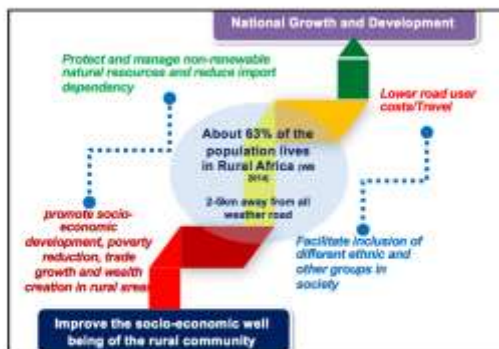 National Growth and Development
Protect and manage non-renewable
natural resources and reduce import
dependency
Lower road user
costs/Travel
About 63% of the
population lives
in Rural Africa (WB
2014)
2-6km away from all
weather road
promote socio-
economic
development, poverty
reduction, trade
growth and wealth
creation in rural areas
Facilitate inclusion of
different ethnic and
other groups in
society
Improve the socio-economic well
being of the rural community